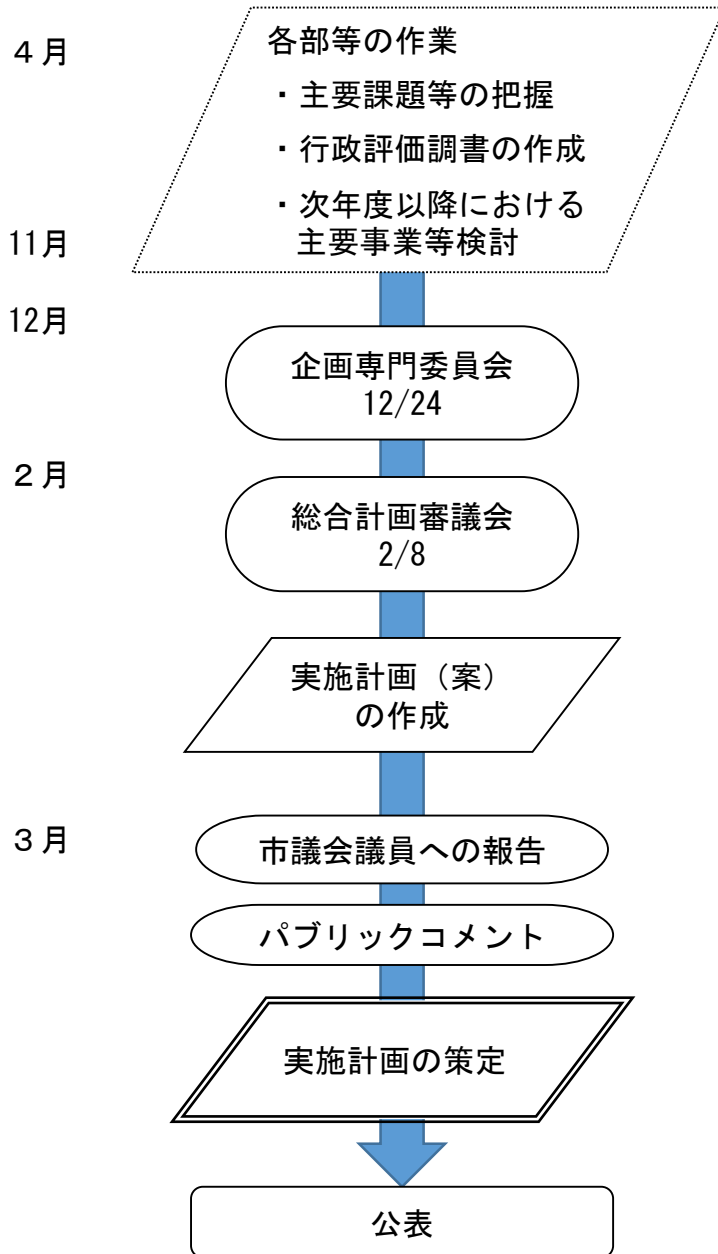 4月
各部等の作業
・主要課題等の把握
・行政評価調書の作成
・次年度以降における
主要事業等検討
11月
12月
企画専門委員会
12/24
2月
総合計画審議会
2/8
実施計画（案）
の作成
3月
市議会議員への報告
パブリックコメント
実施計画の策定
公表